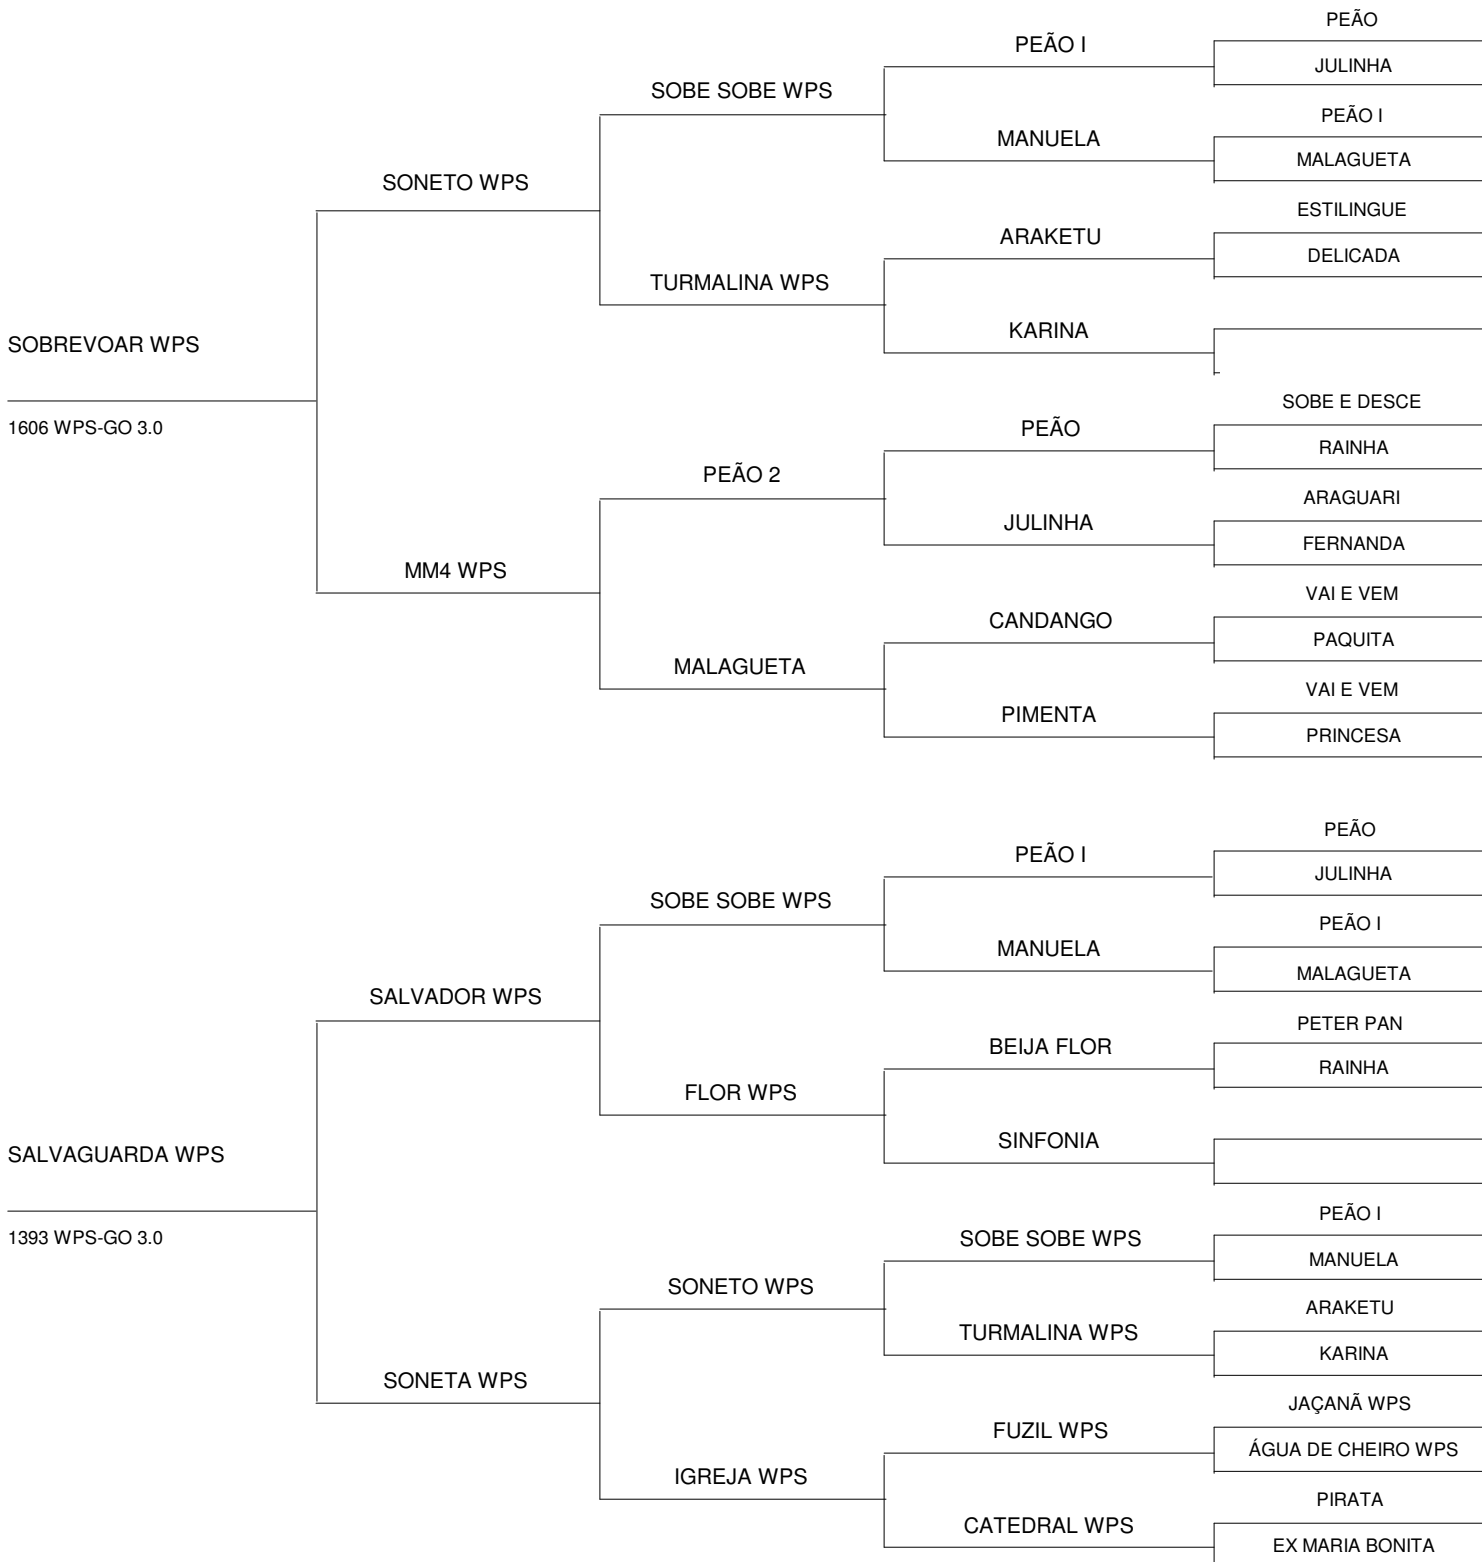 PEÃO
PEÃO I
JULINHA
SOBE SOBE WPS
PEÃO I
MANUELA
MALAGUETA
SONETO WPS
ESTILINGUE
ARAKETU
DELICADA
TURMALINA WPS
KARINA
SOBREVOAR WPS
SOBE E DESCE
1606 WPS-GO 3.0
PEÃO
RAINHA
PEÃO 2
ARAGUARI
JULINHA
FERNANDA
MM4 WPS
VAI E VEM
CANDANGO
PAQUITA
MALAGUETA
VAI E VEM
PIMENTA
PRINCESA
PEÃO
PEÃO I
JULINHA
SOBE SOBE WPS
PEÃO I
MANUELA
MALAGUETA
SALVADOR WPS
PETER PAN
BEIJA FLOR
RAINHA
FLOR WPS
SINFONIA
SALVAGUARDA WPS
PEÃO I
1393 WPS-GO 3.0
SOBE SOBE WPS
MANUELA
SONETO WPS
ARAKETU
TURMALINA WPS
KARINA
SONETA WPS
JAÇANÃ WPS
FUZIL WPS
ÁGUA DE CHEIRO WPS
IGREJA WPS
PIRATA
CATEDRAL WPS
EX MARIA BONITA